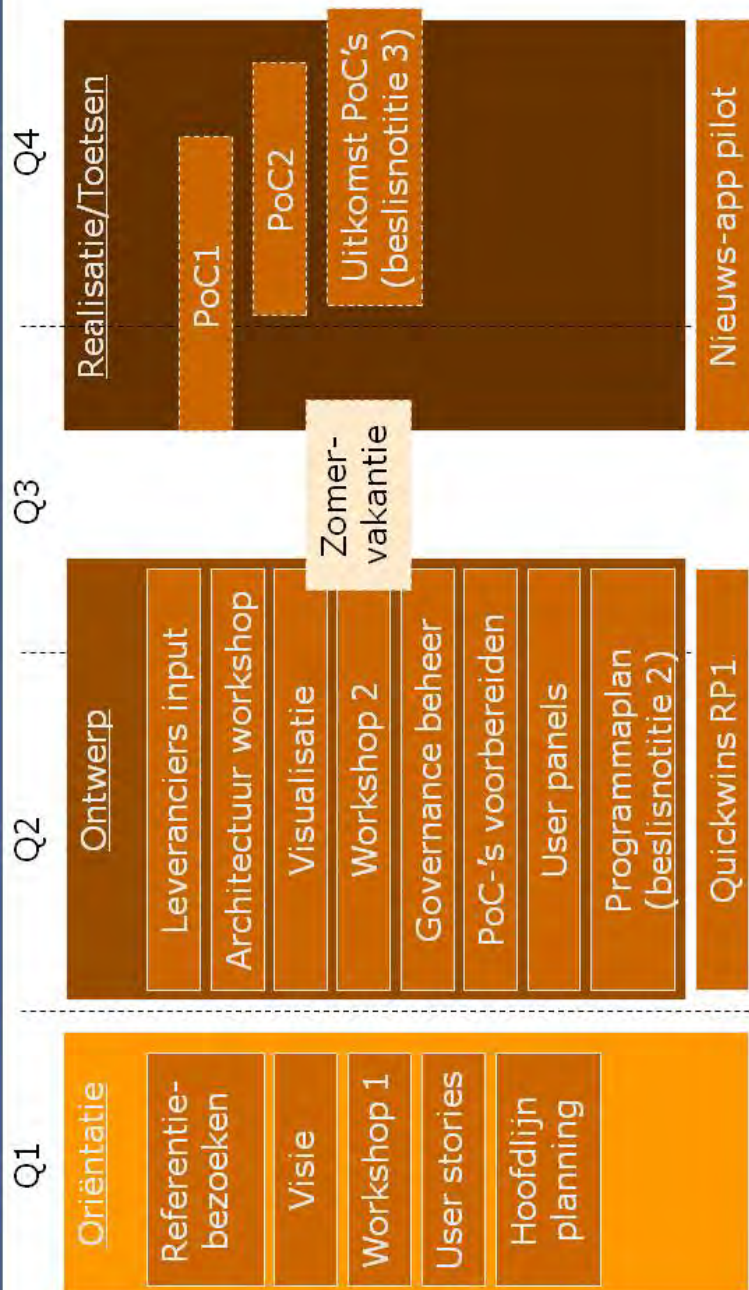 Q1
Q2
Q3
Q4
Oriëntatie
Referentie-
bezoeken
Visie
Workshop 1
User stories
Hoofdlijn
planning
Ontwerp
Leveranciers input
Architectuur workshop
Visualisatie
Workshop 2
Governance beheer
PoC-'s voorbereiden
User panels
Programmaplan
(beslisnotitie 2)
Quickwins RP1
Zomer-
vakantie
Realisatie/Toetsen
PoC1
PoC2
Uitkomst PoC's
(beslisnotitie 3)
Nieuws-app pilot